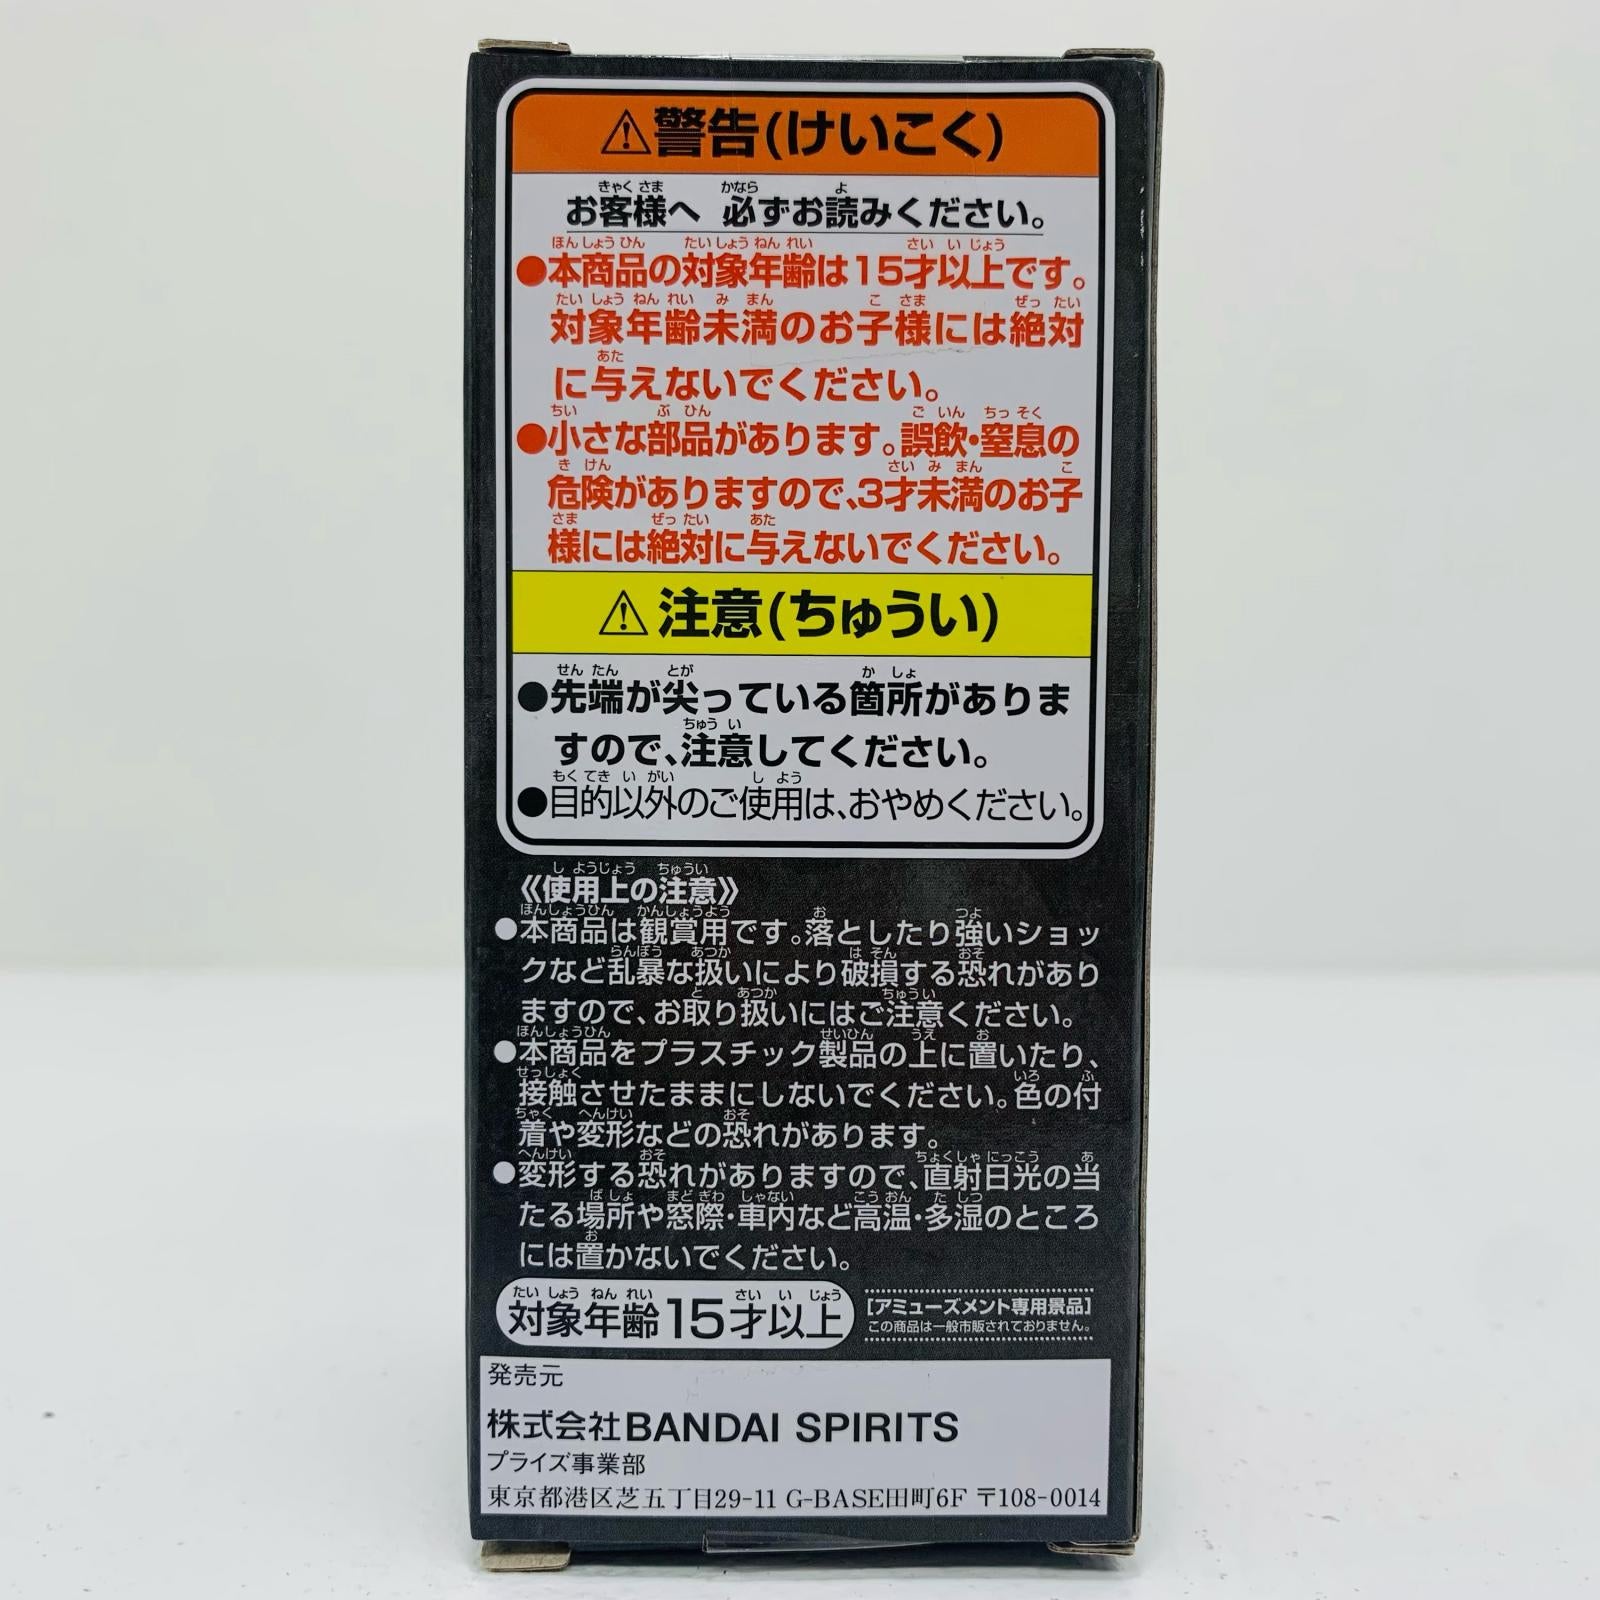 ⚠警告(けいこく)
お客様へ 必ずお読みください。
●本商品の対象年齢は15才以上です。
対象年齢未満のお子様には絶対
に与えないでください。
●小さな部品があります。誤飲・窒息の
危険がありますので、3才未満のお子
様には絶対に与えないでください。
⚠注意(ちゅうい)
●先端が尖っている箇所がありま
すので、注意してください。
●目的以外のご使用は、おやめください。
《使用上の注意》
●本商品は観賞用です。落としたり強いショッ
クなど乱暴な扱いにより破損する恐れがあり
ますので、お取り扱いにはご注意ください。
●本商品をプラスチック製品の上に置いたり、
接触させたままにしないでください。色の付
着や変形などの恐れがあります。
●変形する恐れがありますので、直射日光の当
たる場所や窓際・車内など高温・多湿のところ
には置かないでください。
対象年齢15才以上
[アミューズメント専用景品]
この商品は一般市販されておりません。
発売元
株式会社BANDAI SPIRITS
プライズ事業部
東京都港区芝五丁目29-11 G-BASE田町6F 〒108-0014